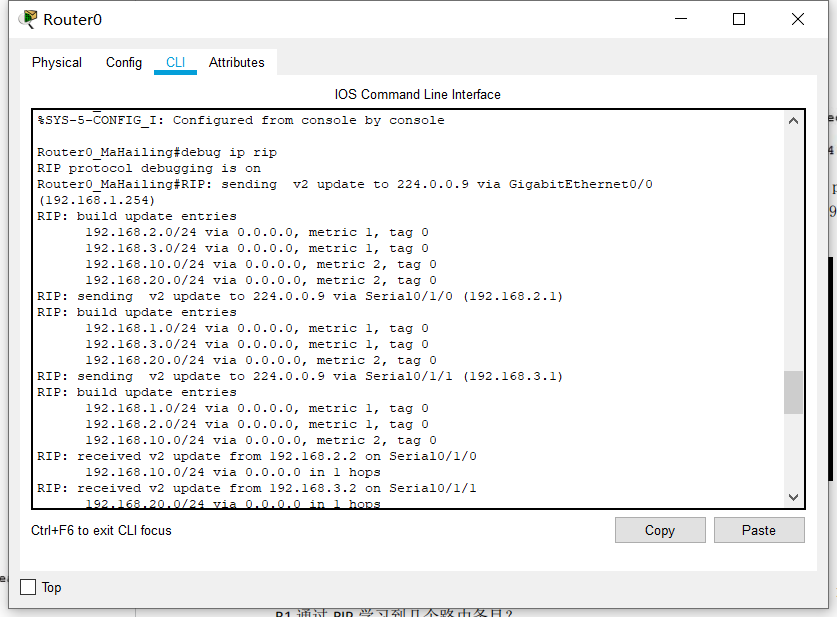 Router0
Physical Config CLI Attributes
IOS Command Line Interface
%SYS-5-CONFIG_I: Configured from console by console
Router0_MaHailing#debug ip rip
RIP protocol debugging is on
Router0_MaHailing#RIP: sending  v2 update to 224.0.0.9 via GigabitEthernet0/0
(192.168.1.254)
RIP: build update entries
192.168.2.0/24 via 0.0.0.0, metric 1, tag 0
192.168.3.0/24 via 0.0.0.0, metric 1, tag 0
192.168.10.0/24 via 0.0.0.0, metric 2, tag 0
192.168.20.0/24 via 0.0.0.0, metric 2, tag 0
RIP: sending  v2 update to 224.0.0.9 via Serial0/1/0 (192.168.2.1)
RIP: build update entries
192.168.1.0/24 via 0.0.0.0, metric 1, tag 0
192.168.3.0/24 via 0.0.0.0, metric 1, tag 0
192.168.20.0/24 via 0.0.0.0, metric 2, tag 0
RIP: sending  v2 update to 224.0.0.9 via Serial0/1/1 (192.168.3.1)
RIP: build update entries
192.168.1.0/24 via 0.0.0.0, metric 1, tag 0
192.168.2.0/24 via 0.0.0.0, metric 1, tag 0
192.168.10.0/24 via 0.0.0.0, metric 2, tag 0
RIP: received v2 update from 192.168.2.2 on Serial0/1/0
192.168.10.0/24 via 0.0.0.0 in 1 hops
RIP: received v2 update from 192.168.3.2 on Serial0/1/1
192.168.20.0/24 via 0.0.0.0 in 1 hops
Ctrl+F6 to exit CLI focus
Copy Paste
Top
R1 通过 RIP 学习到几个路由条目?